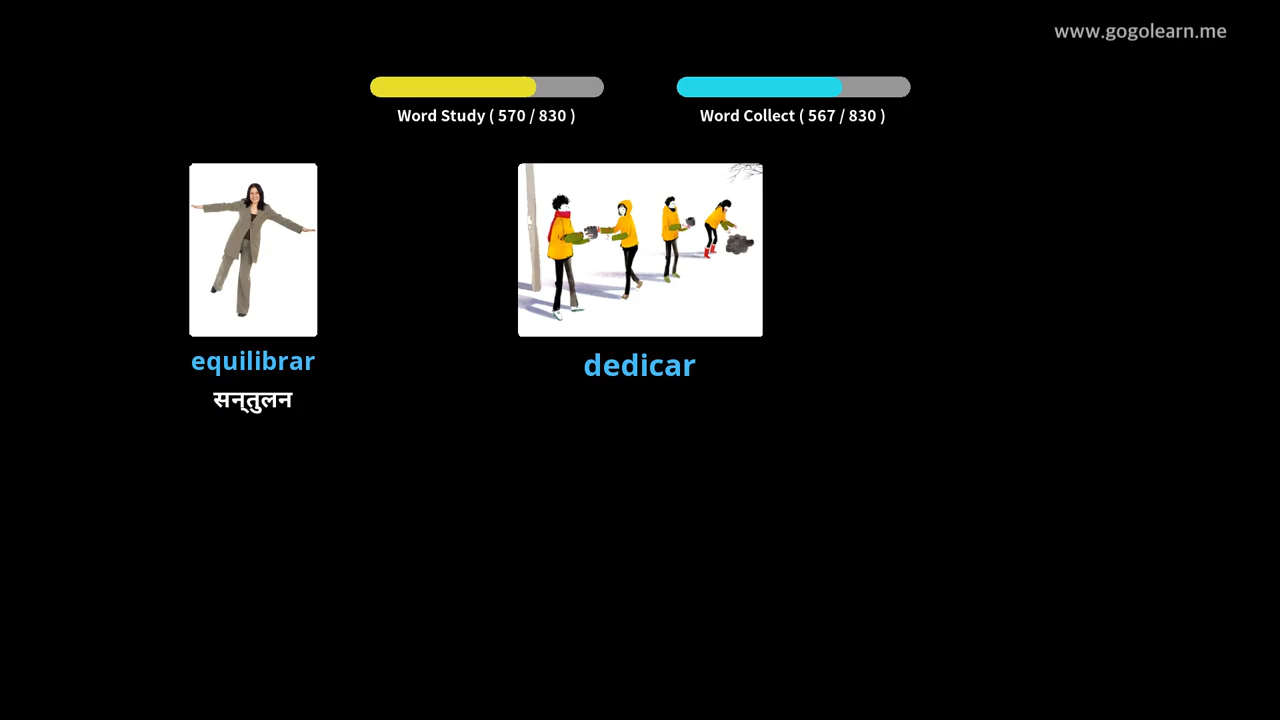 www.gogolearn.me
Word Study ( 570 / 830 )
Word Collect ( 567 / 830 )
equilibrar
सन्तुलन
dedicar